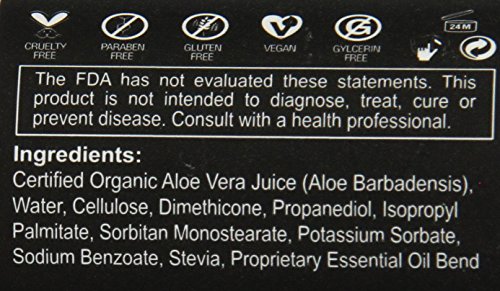 CRUELTY FREE
PARABEN FREE
GLUTEN FREE
VEGAN
GYLCERIN FREE
24 M
The FDA has not evaluated these statements. This
product is not intended to diagnose, treat, cure or
prevent disease. Consult with a health professional.
Ingredients:
Certified Organic Aloe Vera Juice (Aloe Barbadensis),
Water, Cellulose, Dimethicone, Propanediol, Isopropyl
Palmitate, Sorbitan Monostearate, Potassium Sorbate,
Sodium Benzoate, Stevia, Proprietary Essential Oil Bend